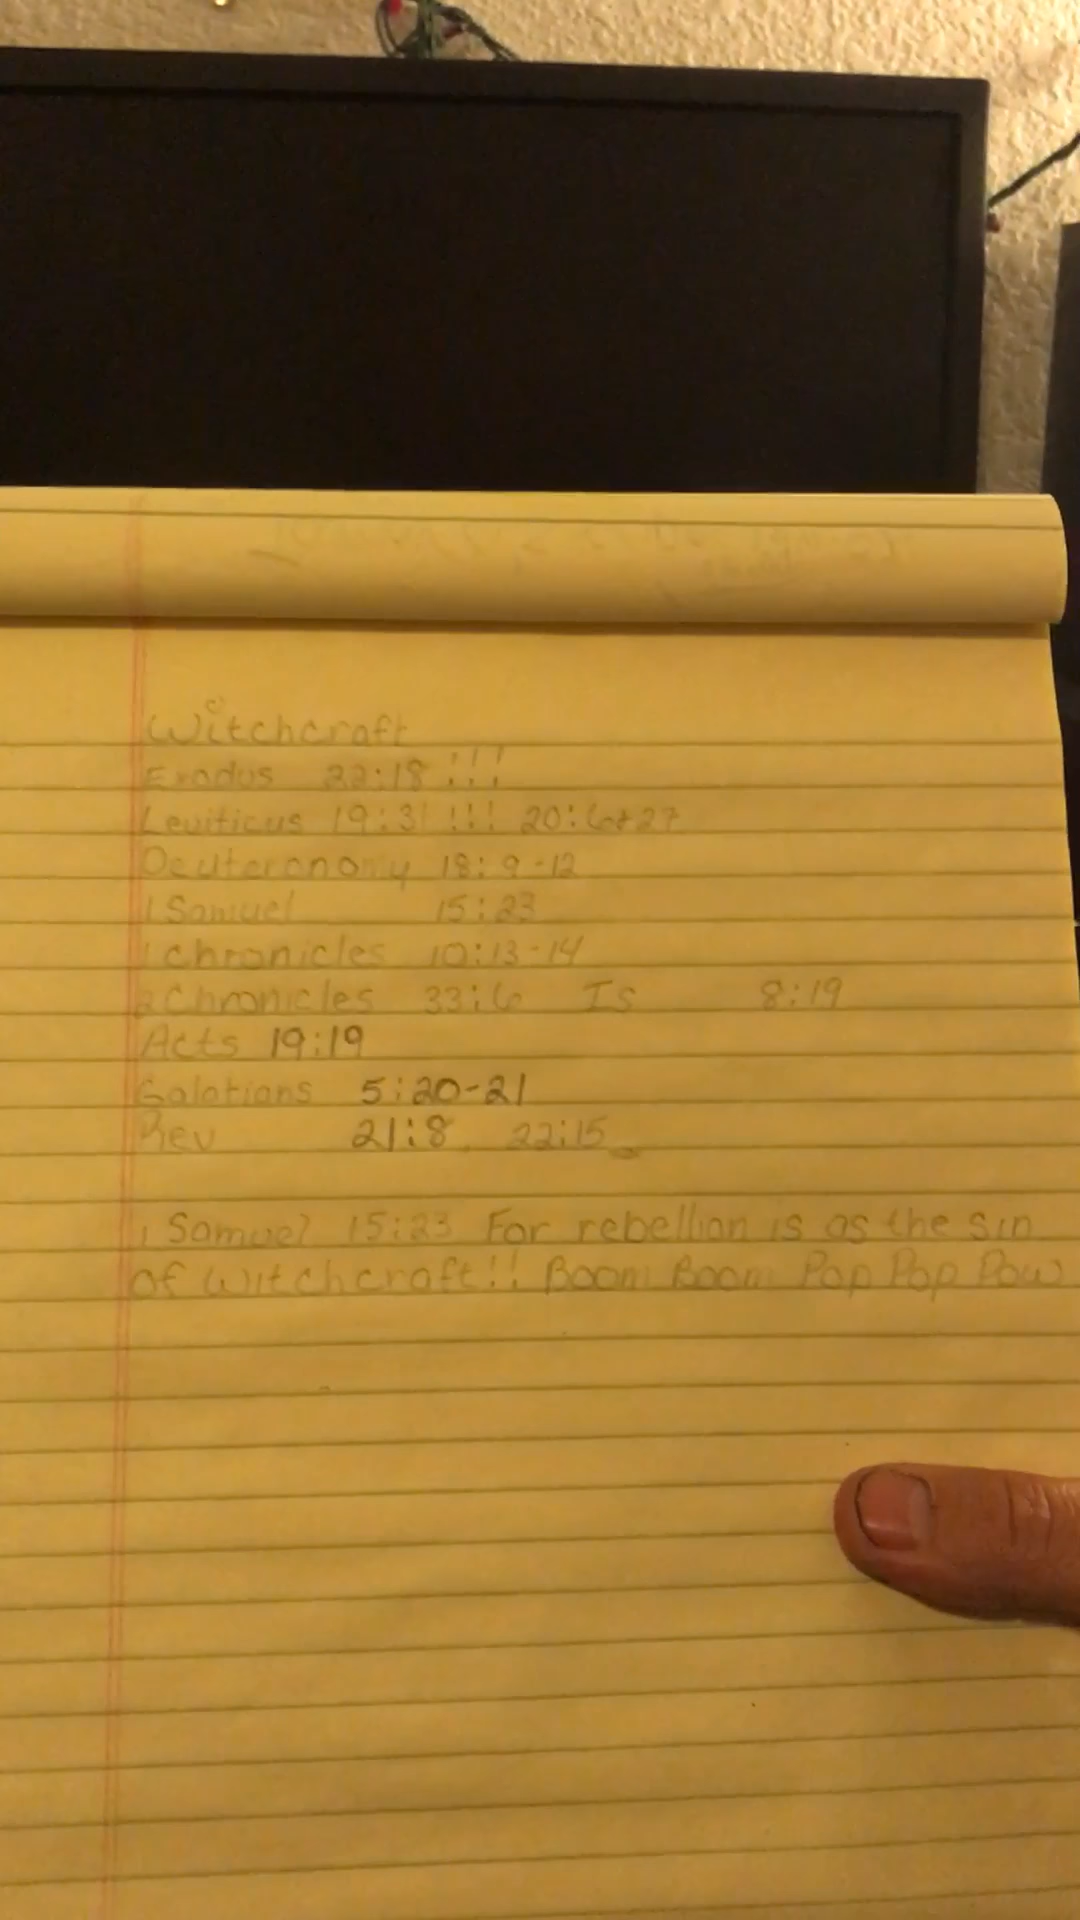 Witchcraft
Exodus 22:18 !!!
Leviticus 19:31 !!! 20:6+27
Deuteronomy 18:9-12
1 Samuel 15:23
1 Chronicles 10:13-14
2 Chronicles 33:6 Is 8:19
Acts 19:19
Galatians 5:20-21
Rev 21:8 22:15
1 Samuel 15:23 For rebellion is as the sin
of witchcraft!! Boom Boom Pop Pop Pow